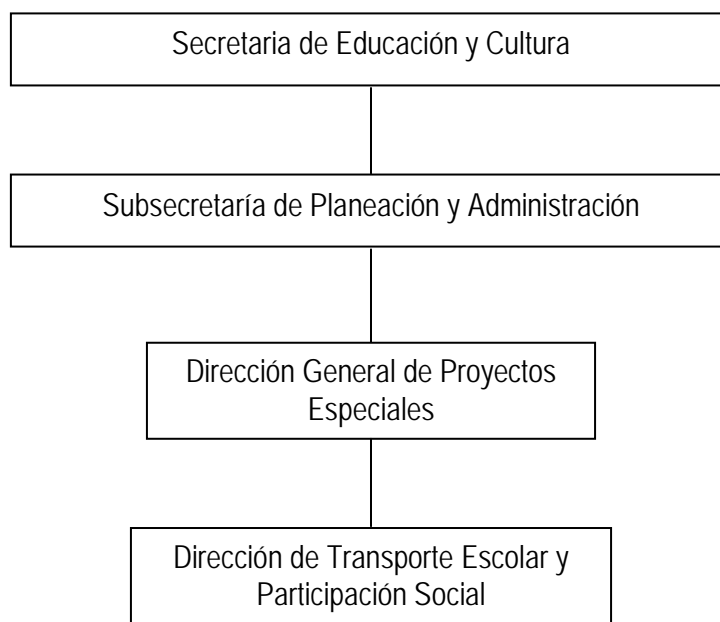 Secretaria de Educación y Cultura
Subsecretaría de Planeación y Administración
Dirección General de Proyectos
Especiales
Dirección de Transporte Escolar y
Participación Social